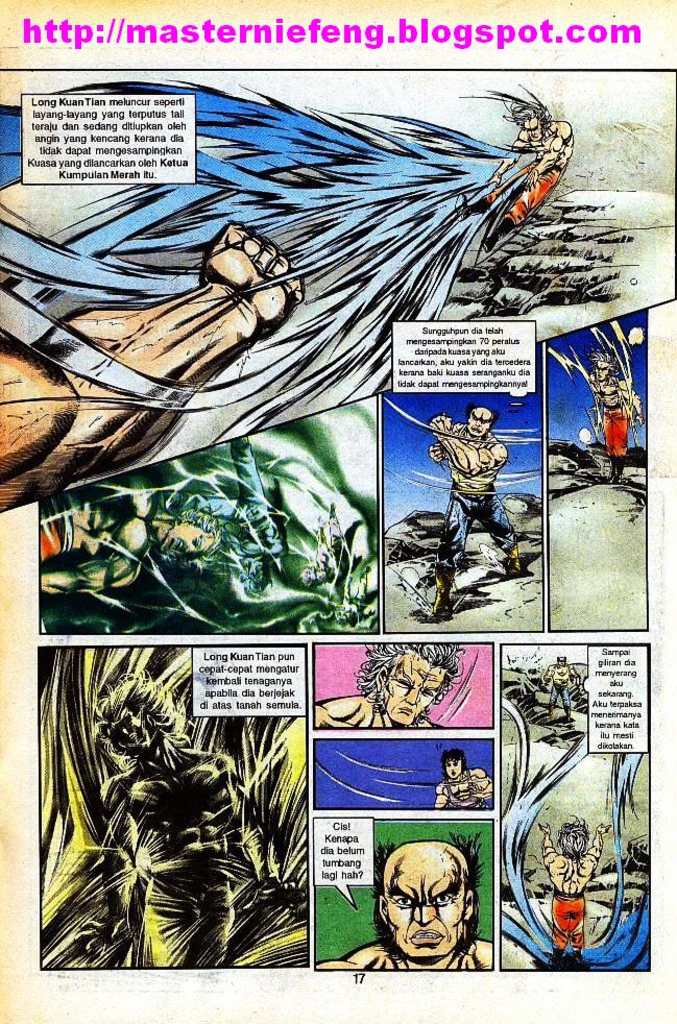 http://masterniefeng.blogspot.com
Long KuanTian meluncur seperti
layang-layang yang terputus tali
teraju dan sedang ditiupkan oleh
angin yang kencang kerana dia
tidak dapat mengesampingkan
Kuasa yang dilancarkan oleh Ketua
Kumpulan Merah itu.
Sungguhpun dia telah
mengesampingkan 70 peratus
daripada kuasa yang aku
lancarkan, aku yakin dia tercedera
kerana baki kuasa seranganku dia
tidak dapat mengesampingkannya!
Long KuanTian pun
cepat-cepat mengatur
kembali tenaganya
apabila dia berjejak
di atas tanah semula.
Cis!
Kenapa
dia belum
tumbang
lagi hah?
Sampai
giliran dia
menyerang
aku
sekarang.
Aku terpaksa
menerimanya
kerana kata
itu mesti
dikotakan.
17